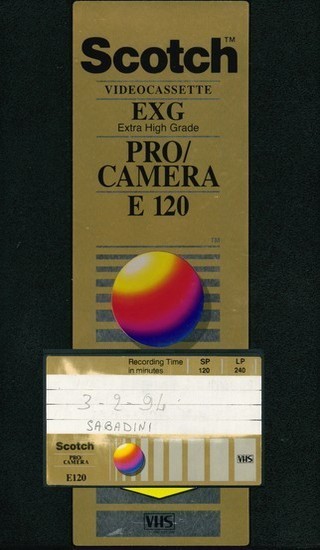 Scotch™
VIDEOCASSETTE
EXG
Extra High Grade
PRO/
CAMERA
E 120
Recording Time
in minutes
SP
120
LP
240
3-2-94
SABADINI
Scotch
PRO/
CAMERA
E120
VHS
VHS